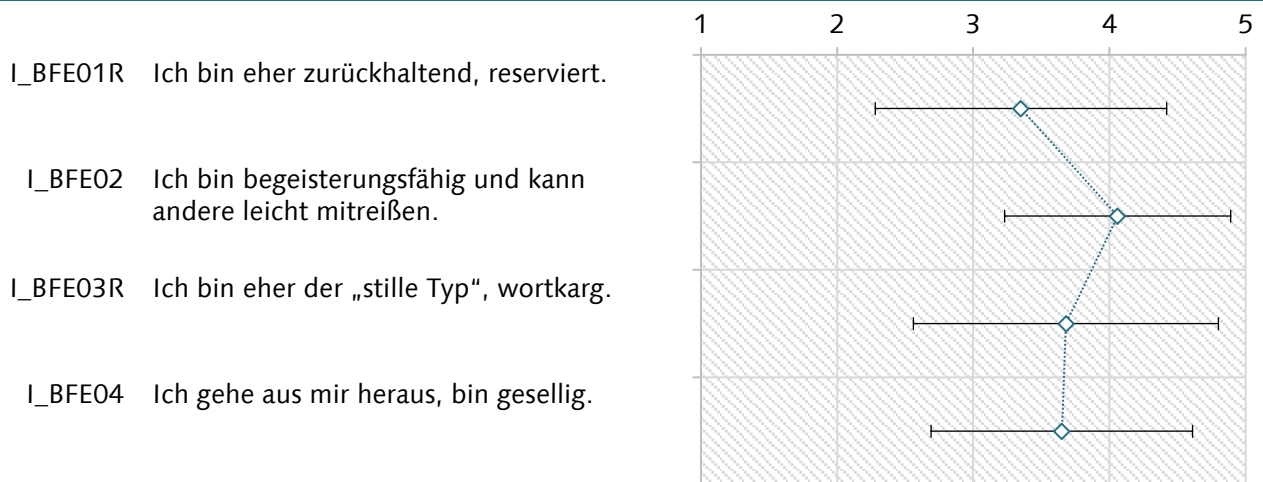 1 2 3 4 5
I_BFE01R Ich bin eher zurückhaltend, reserviert.
I_BFE02 Ich bin begeisterungsfähig und kann
andere leicht mitreißen.
I_BFE03R Ich bin eher der „stille Typ“, wortkarg.
I_BFE04 Ich gehe aus mir heraus, bin gesellig.